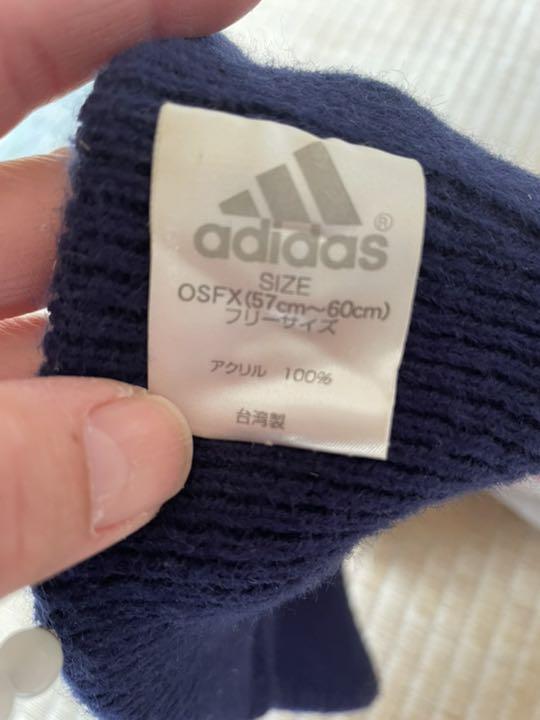 adidas®
SIZE
OSFX(57cm～60cm)
フリーサイズ
アクリル 100%
台湾製